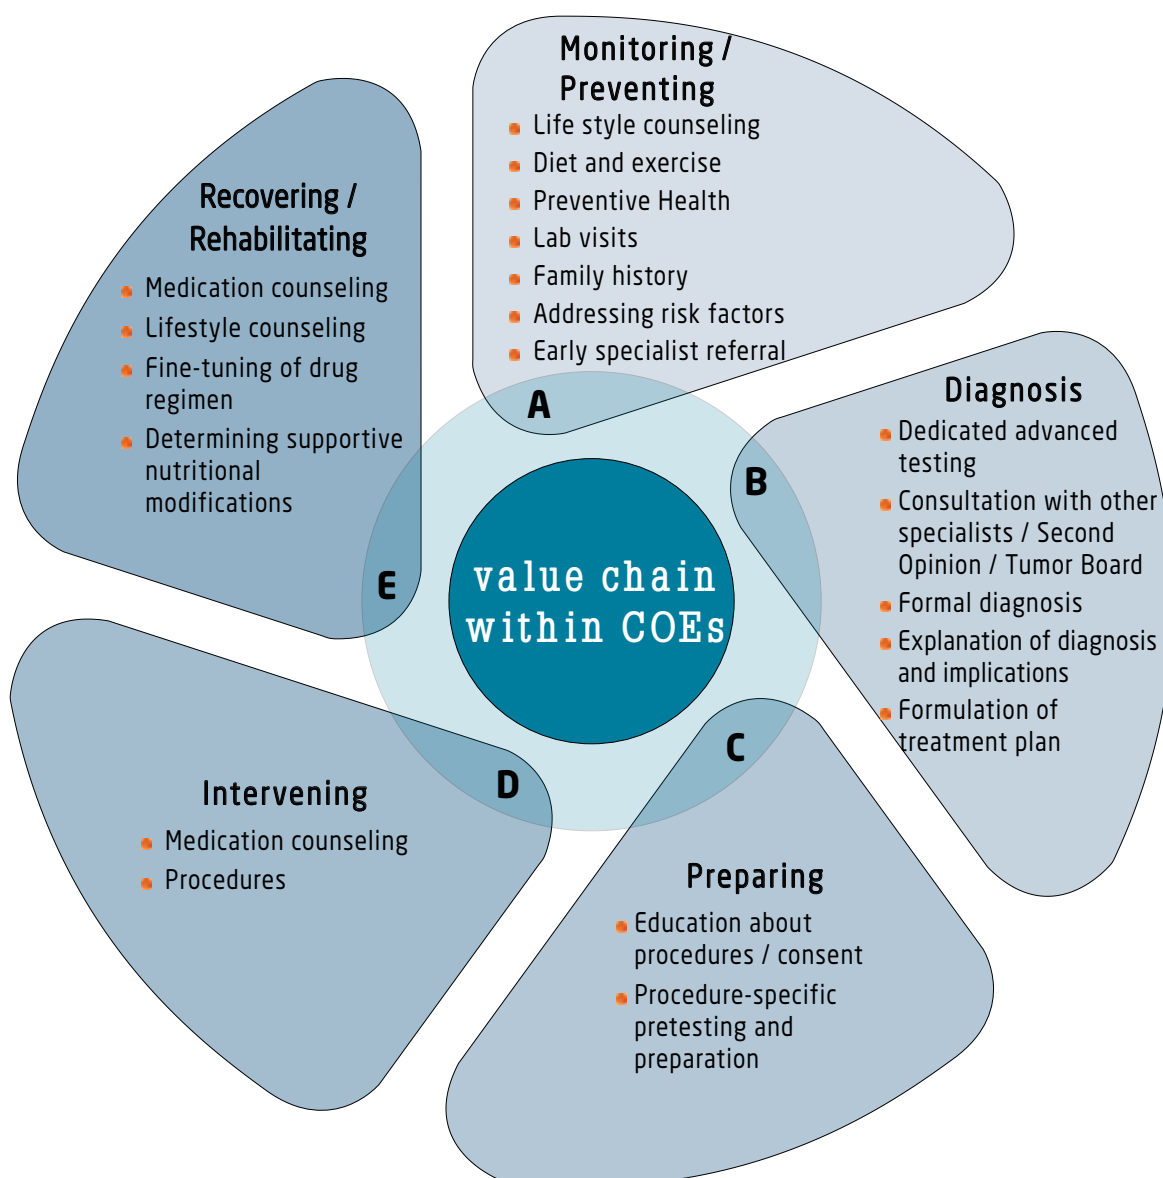 Monitoring /
Preventing
Life style counseling
Diet and exercise
Preventive Health
Lab visits
Family history
Addressing risk factors
Early specialist referral
A
Diagnosis
Dedicated advanced
testing
Consultation with other
specialists / Second
Opinion / Tumor Board
Formal diagnosis
Explanation of diagnosis
and implications
Formulation of
treatment plan
B
Preparing
Education about
procedures / consent
Procedure-specific
pretesting and
preparation
C
Intervening
Medication counseling
Procedures
D
Recovering /
Rehabilitating
Medication counseling
Lifestyle counseling
Fine-tuning of drug
regimen
Determining supportive
nutritional
modifications
E
value chain
within COEs